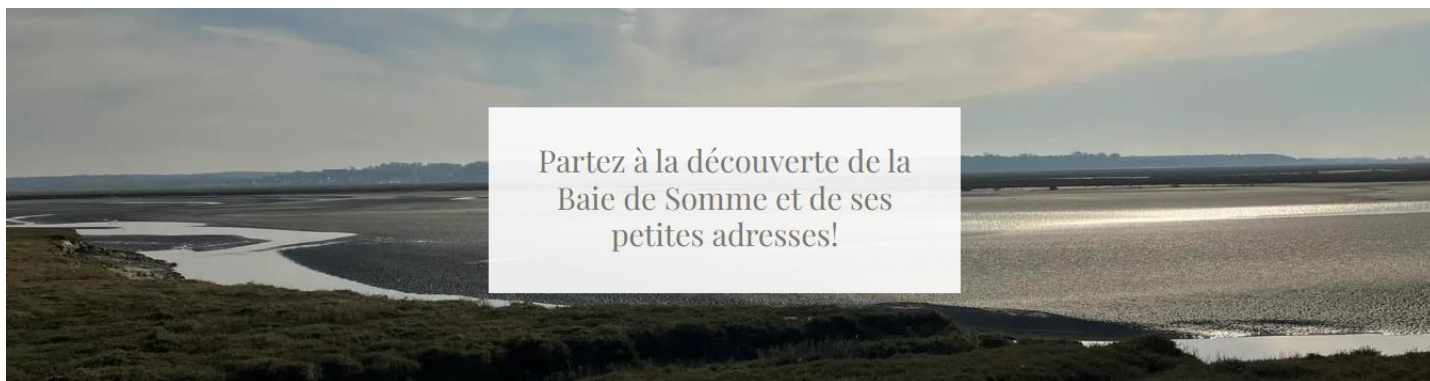 Partez à la découverte de la
Baie de Somme et de ses
petites adresses!